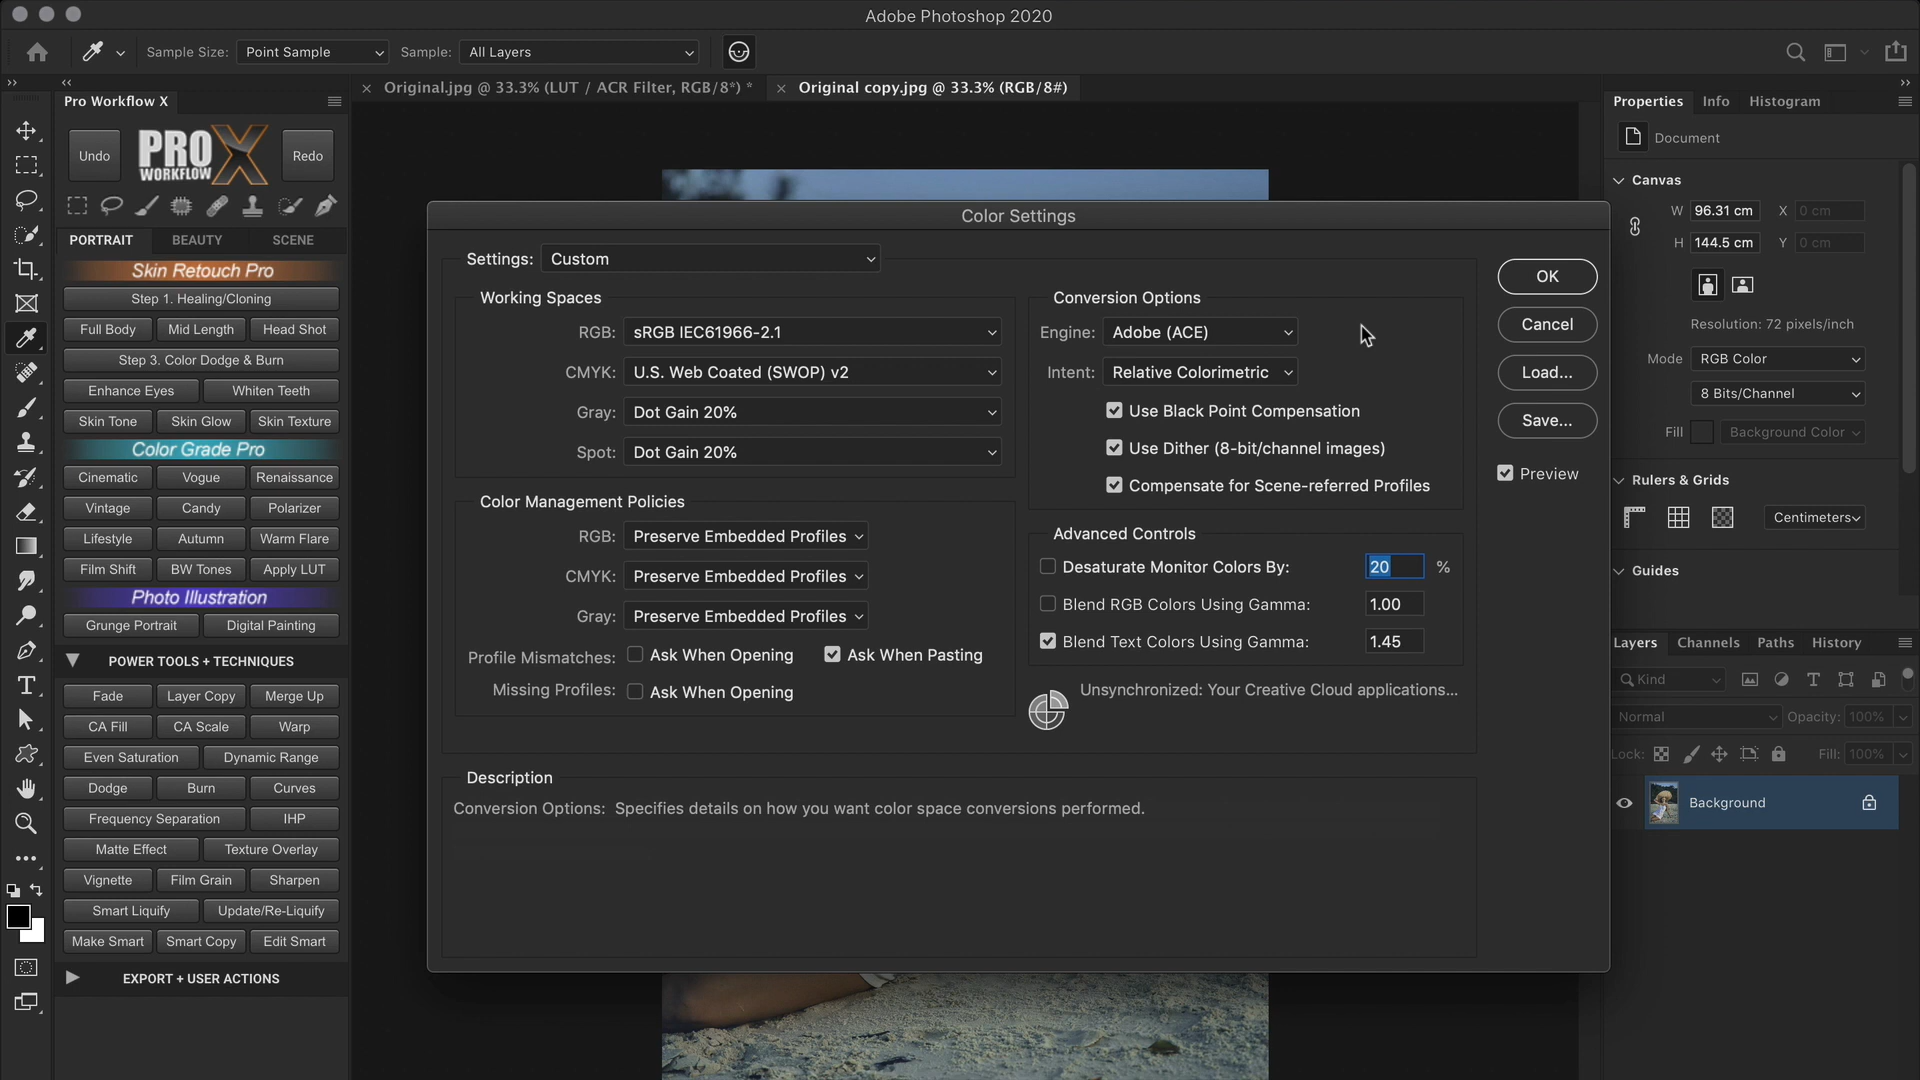 Adobe Photoshop 2020
Sample Size: Point Sample Sample: All Layers
Original.jpg @ 33.3% (LUT / ACR Filter, RGB/8*) *
Original copy.jpg @ 33.3% (RGB/8#)
Pro Workflow X
Undo
PRO X
WORKFLOW
Redo
PORTRAIT BEAUTY SCENE
Skin Retouch Pro
Step 1. Healing/Cloning
Full Body Mid Length Head Shot
Step 3. Color Dodge & Burn
Enhance Eyes Whiten Teeth
Skin Tone Skin Glow Skin Texture
Color Grade Pro
Cinematic Vogue Renaissance
Vintage Candy Polarizer
Lifestyle Autumn Warm Flare
Film Shift BW Tones Apply LUT
Photo Illustration
Grunge Portrait Digital Painting
POWER TOOLS + TECHNIQUES
Fade Layer Copy Merge Up
CA Fill CA Scale Warp
Even Saturation Dynamic Range
Dodge Burn Curves
Frequency Separation IHP
Matte Effect Texture Overlay
Vignette Film Grain Sharpen
Smart Liquify Update/Re-Liquify
Make Smart Smart Copy Edit Smart
EXPORT + USER ACTIONS
Color Settings
Settings: Custom
Working Spaces
RGB: sRGB IEC61966-2.1
CMYK: U.S. Web Coated (SWOP) v2
Gray: Dot Gain 20%
Spot: Dot Gain 20%
Color Management Policies
RGB: Preserve Embedded Profiles
CMYK: Preserve Embedded Profiles
Gray: Preserve Embedded Profiles
Profile Mismatches: Ask When Opening Ask When Pasting
Missing Profiles: Ask When Opening
Conversion Options
Engine: Adobe (ACE)
Intent: Relative Colorimetric
Use Black Point Compensation
Use Dither (8-bit/channel images)
Compensate for Scene-referred Profiles
Advanced Controls
Desaturate Monitor Colors By: 20 %
Blend RGB Colors Using Gamma: 1.00
Blend Text Colors Using Gamma: 1.45
Unsynchronized: Your Creative Cloud applications...
Description
Conversion Options: Specifies details on how you want color space conversions performed.
OK
Cancel
Load...
Save...
Preview
Properties Info Histogram
Document
Canvas
W 96.31 cm X 0 cm
H 144.5 cm Y 0 cm
Resolution: 72 pixels/inch
Mode RGB Color
8 Bits/Channel
Fill Background Color
Rulers & Grids
Centimeters
Guides
Layers Channels Paths History
Kind
Normal Opacity: 100%
Lock: Fill: 100%
Background